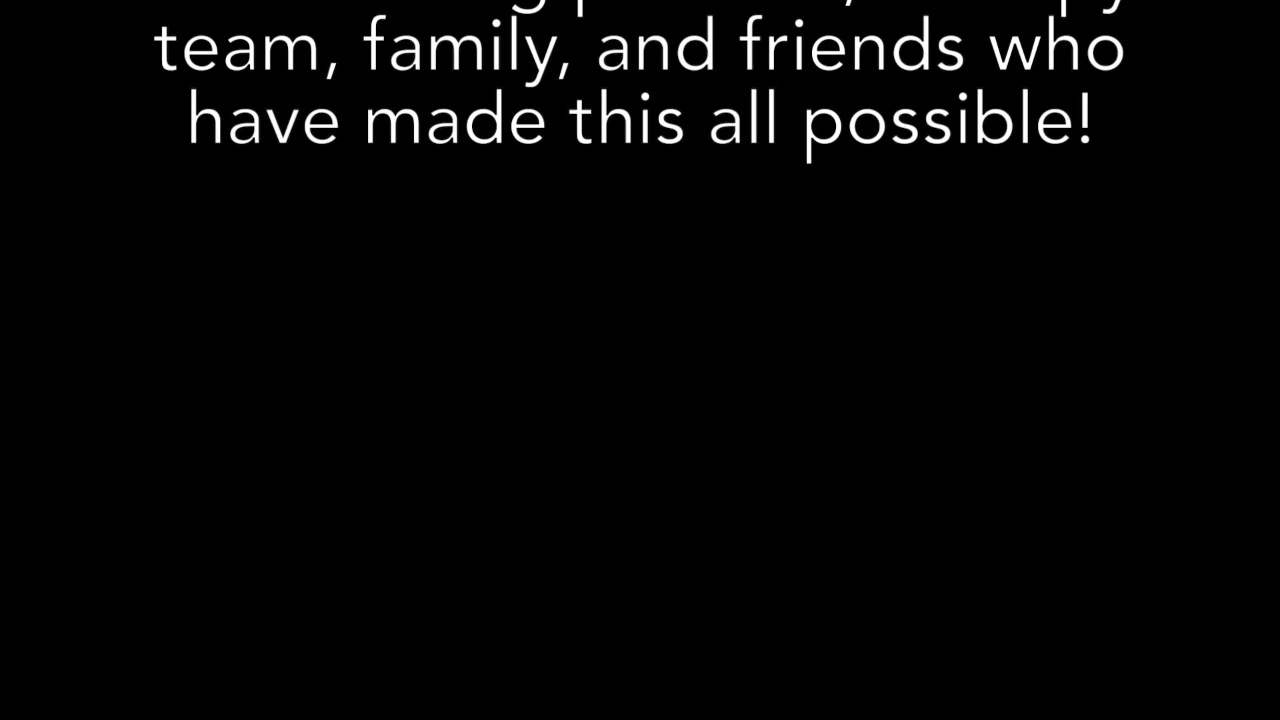 team, family, and friends who
have made this all possible!